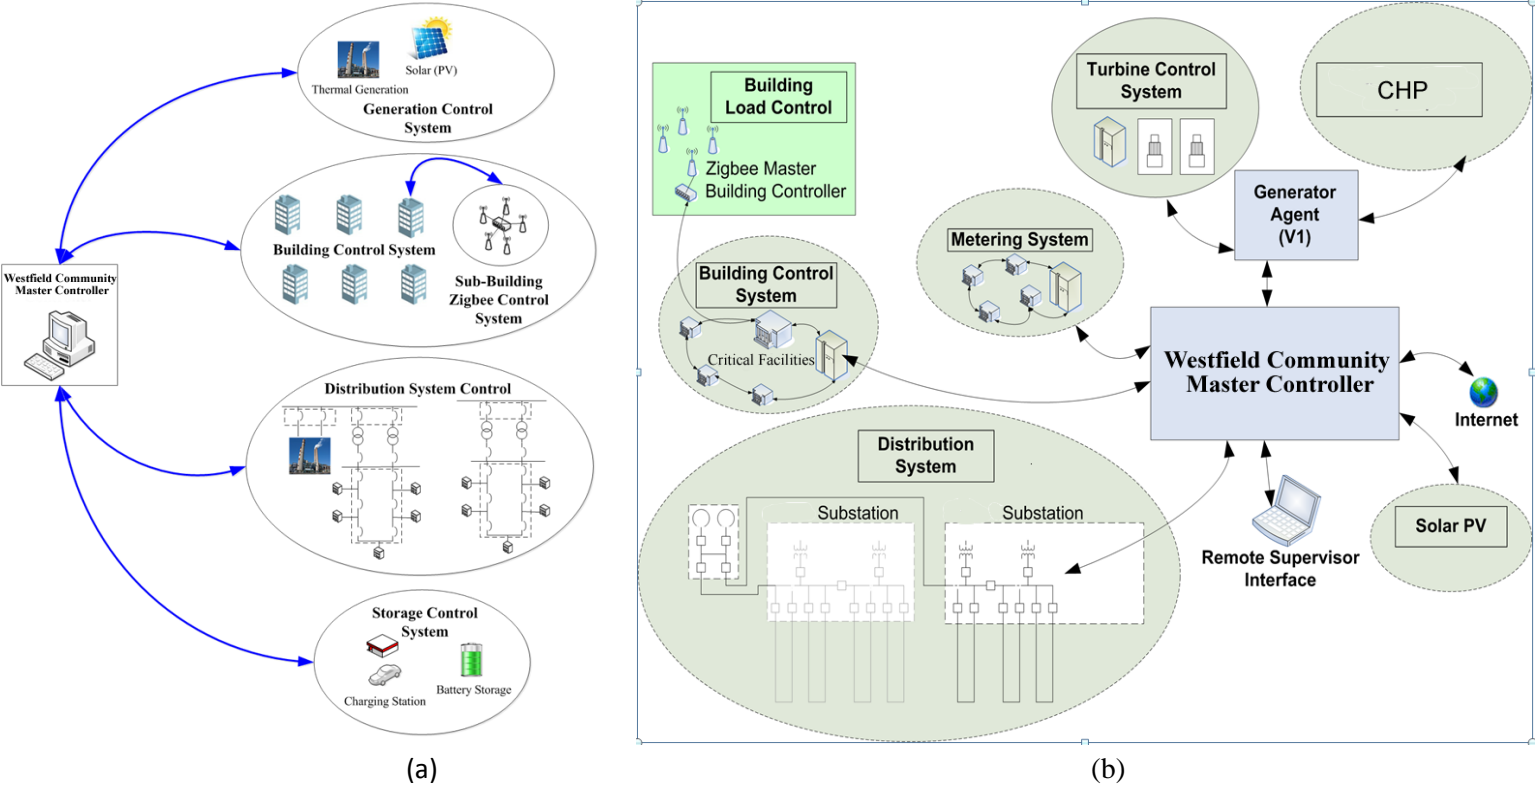 Solar (PV)
Thermal Generation
Generation Control
System
Building Control System
Sub-Building
Zigbee Control
System
Westfield Community
Master Controller
Distribution System Control
Storage Control
System
Charging Station
Battery Storage
(a)
Building
Load Control
Zigbee Master
Building Controller
Turbine Control
System
CHP
Generator
Agent
(V1)
Metering System
Building Control
System
Critical Facilities
Westfield Community
Master Controller
Internet
Distribution
System
Substation
Substation
Solar PV
Remote Supervisor
Interface
(b)